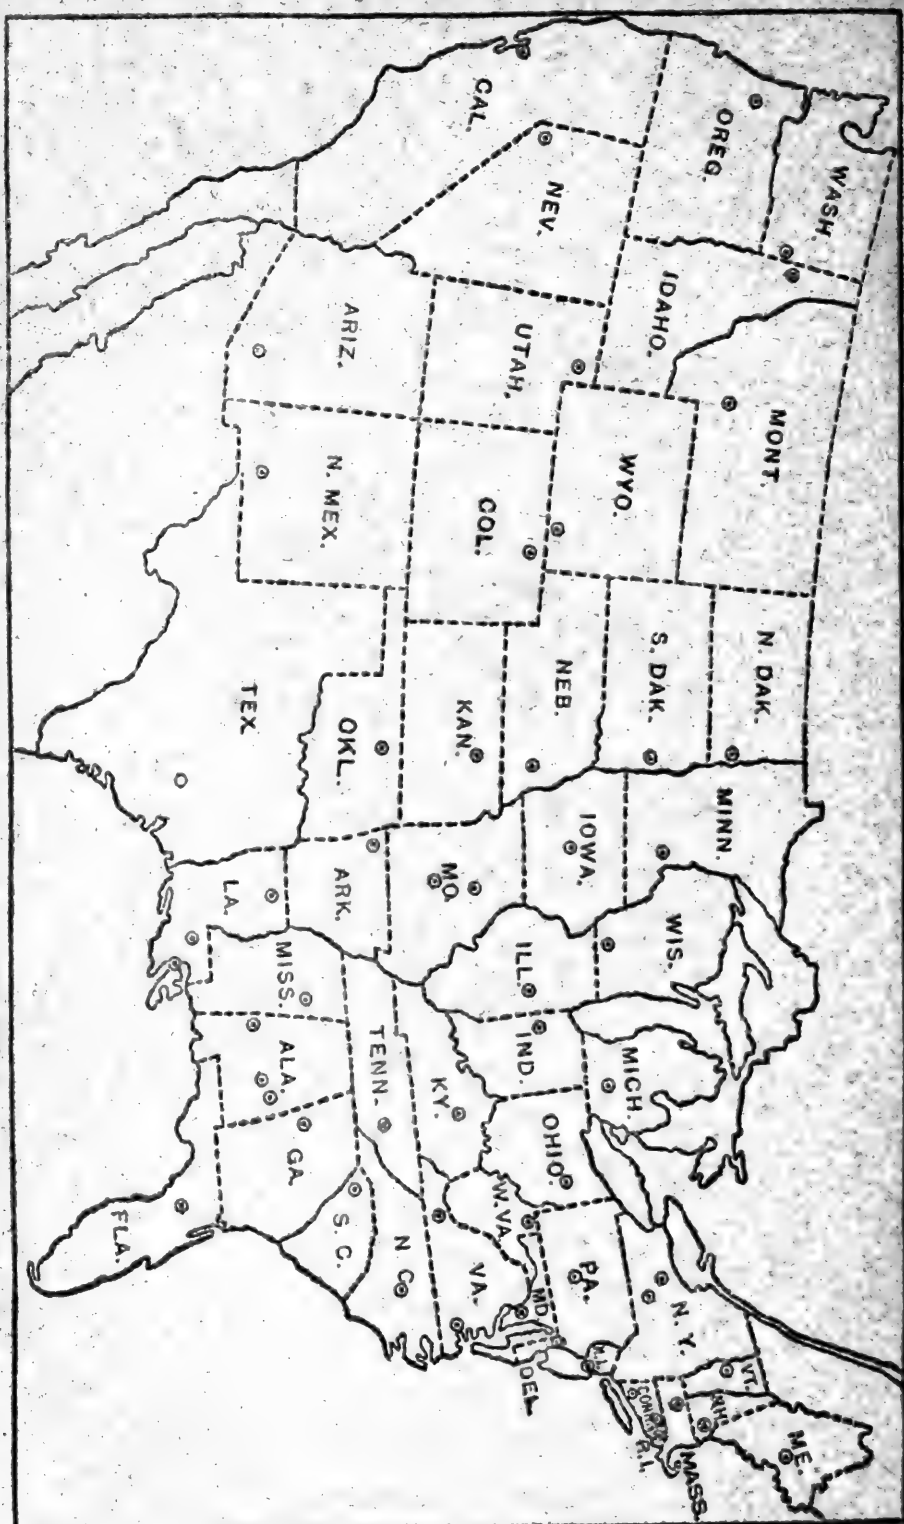 WASH.
OREG.
CAL.
NEV.
IDAHO.
MONT.
WYO.
UTAH.
ARIZ.
COL.
N. MEX.
N. DAK.
S. DAK.
NEB.
KAN.
OKL.
TEX
MINN.
IOWA.
MO.
ARK.
LA.
WIS.
ILL.
MICH.
IND.
OHIO.
KY.
TENN.
MISS.
ALA.
GA.
FLA.
S. C.
N. C.
VA.
W.VA.
MD.
DEL.
PA.
N.J.
N. Y.
VT.
N.H.
ME.
MASS.
CONN.
R.I.